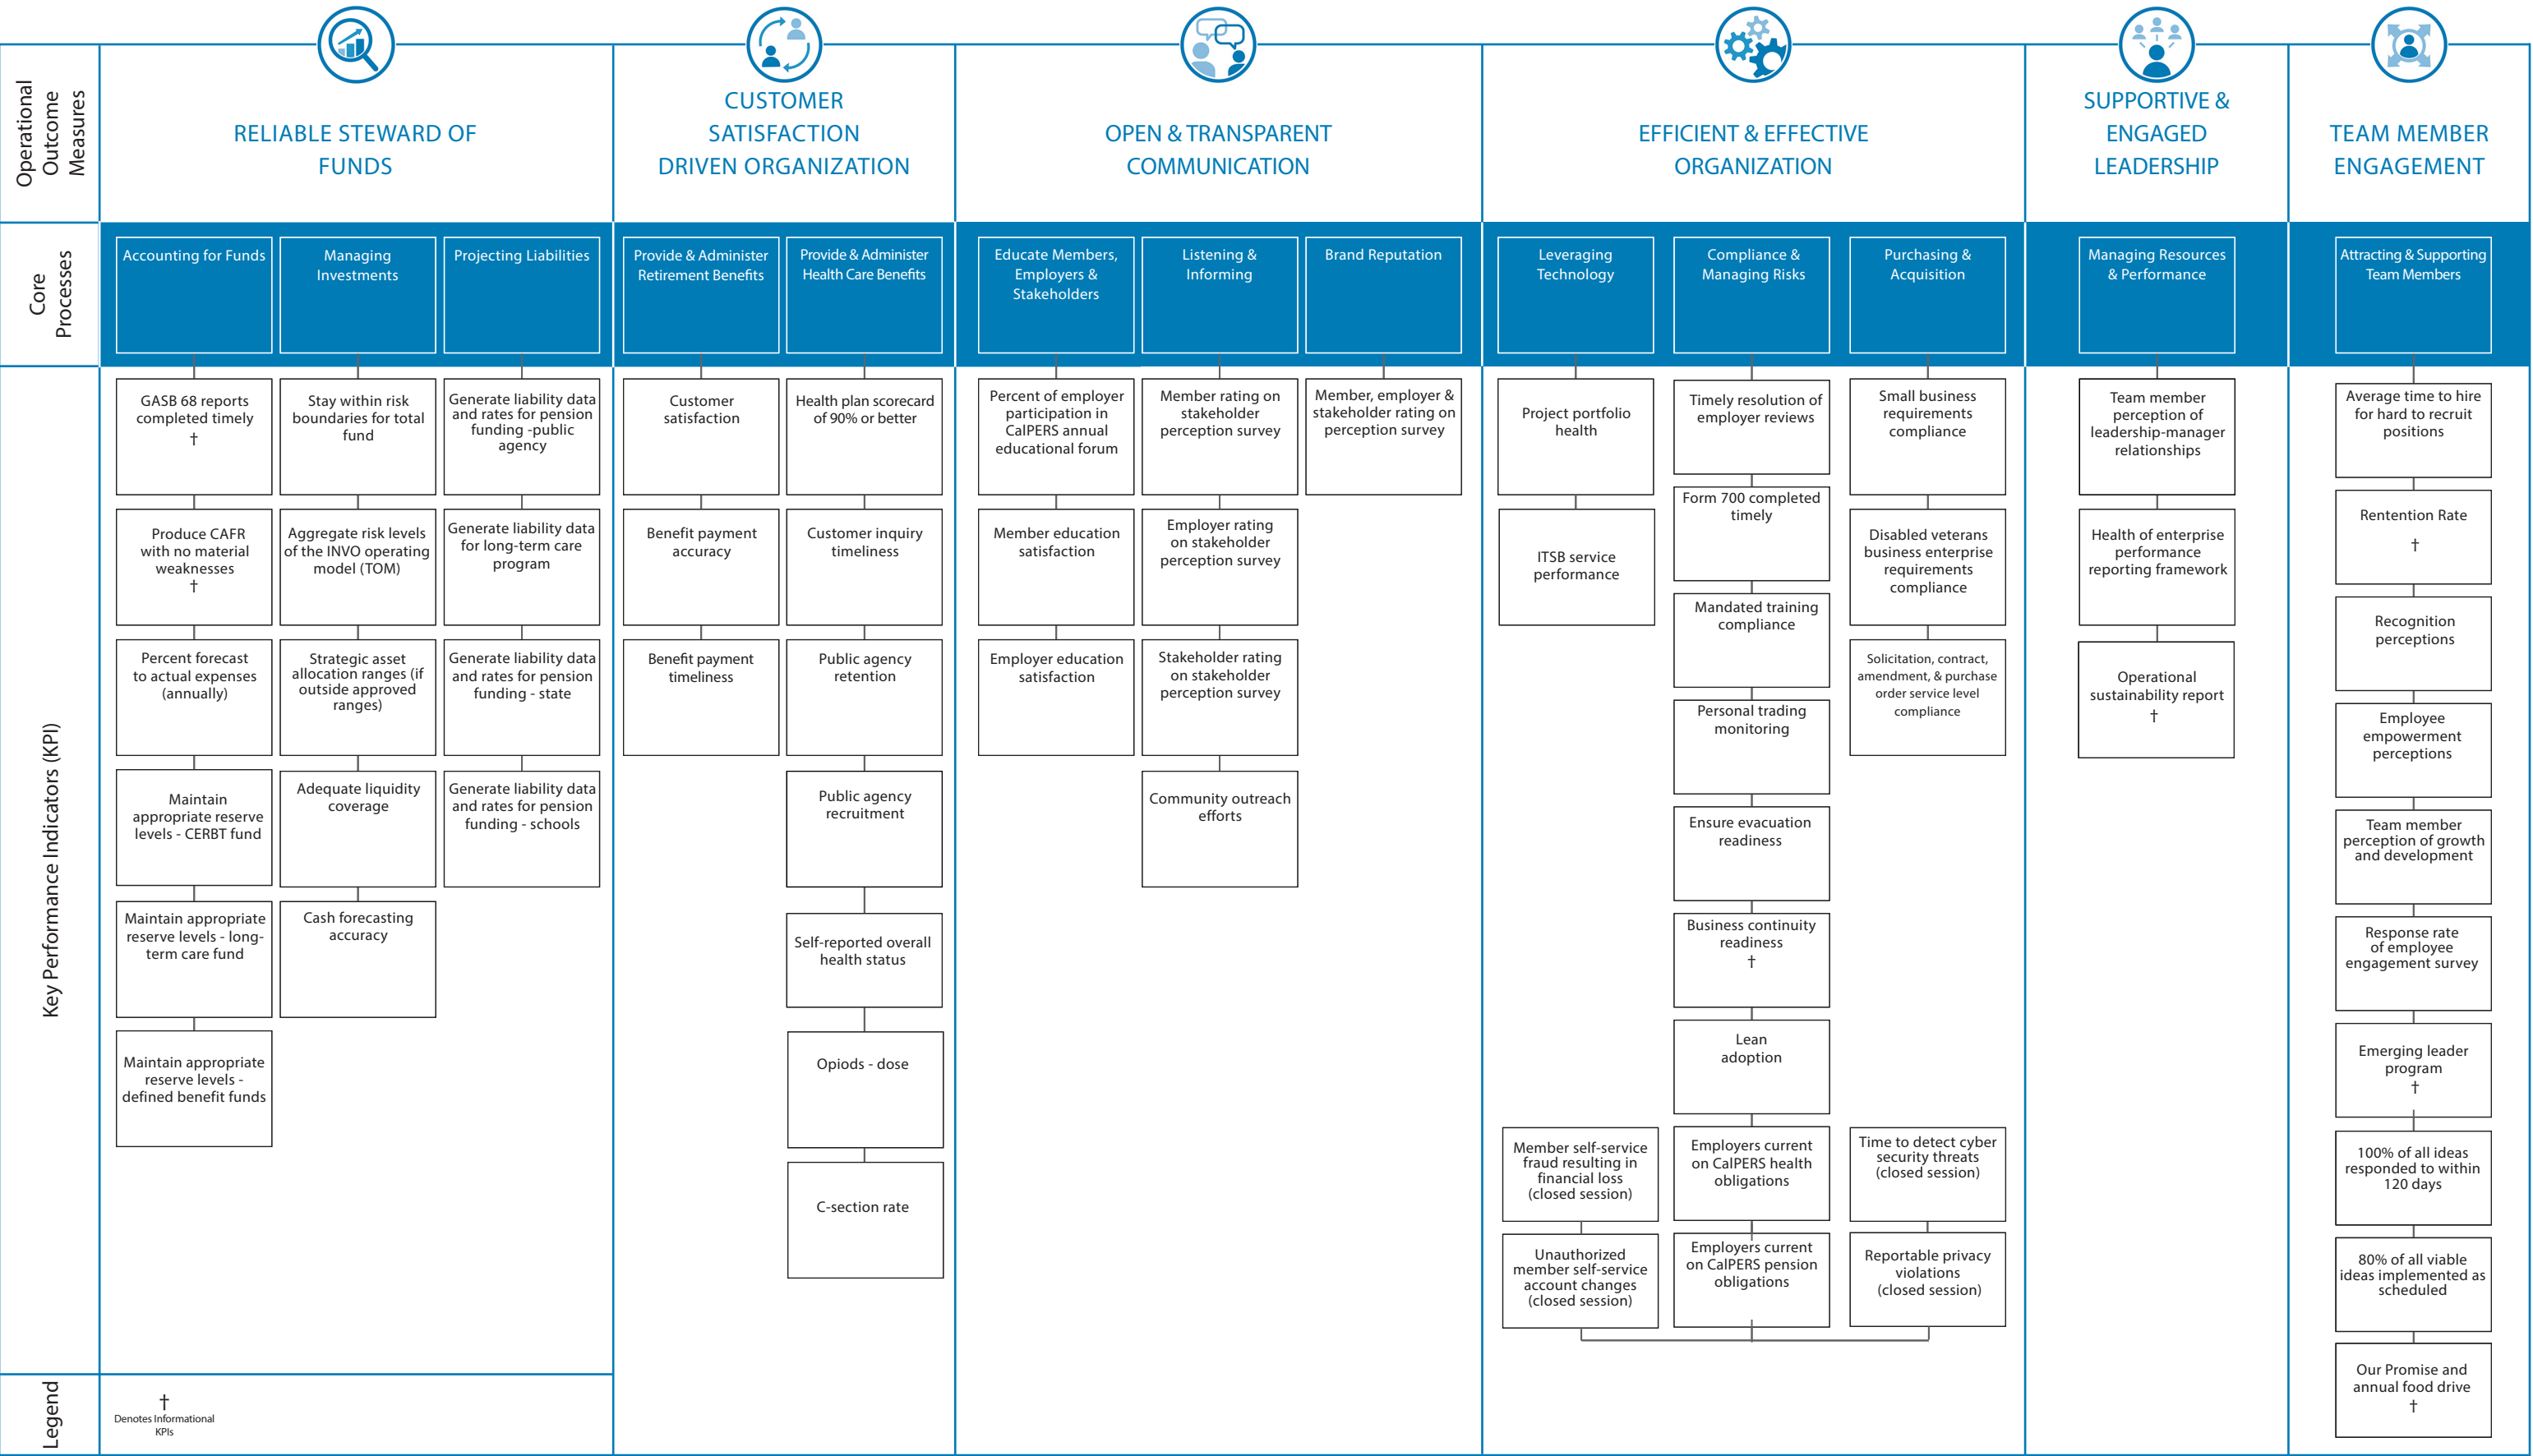 Operational
Outcome
Measures
RELIABLE STEWARD OF
FUNDS
CUSTOMER
SATISFACTION
DRIVEN ORGANIZATION
OPEN & TRANSPARENT
COMMUNICATION
EFFICIENT & EFFECTIVE
ORGANIZATION
SUPPORTIVE &
ENGAGED
LEADERSHIP
TEAM MEMBER
ENGAGEMENT
Core
Processes
Accounting for Funds
Managing
Investments
Projecting Liabilities
Provide & Administer
Retirement Benefits
Provide & Administer
Health Care Benefits
Educate Members,
Employers &
Stakeholders
Listening &
Informing
Brand Reputation
Leveraging
Technology
Compliance &
Managing Risks
Purchasing &
Acquisition
Managing Resources
& Performance
Attracting & Supporting
Team Members
Key Performance Indicators (KPI)
GASB 68 reports
completed timely
†
Produce CAFR
with no material
weaknesses
†
Percent forecast
to actual expenses
(annually)
Maintain
appropriate reserve
levels - CERBT fund
Maintain appropriate
reserve levels - long-
term care fund
Maintain appropriate
reserve levels -
defined benefit funds
Stay within risk
boundaries for total
fund
Aggregate risk levels
of the INVO operating
model (TOM)
Strategic asset
allocation ranges (if
outside approved
ranges)
Adequate liquidity
coverage
Cash forecasting
accuracy
Generate liability data
and rates for pension
funding -public
agency
Generate liability data
for long-term care
program
Generate liability data
and rates for pension
funding - state
Generate liability data
and rates for pension
funding - schools
Customer
satisfaction
Benefit payment
accuracy
Benefit payment
timeliness
Health plan scorecard
of 90% or better
Customer inquiry
timeliness
Public agency
retention
Public agency
recruitment
Self-reported overall
health status
Opiods - dose
C-section rate
Percent of employer
participation in
CalPERS annual
educational forum
Member education
satisfaction
Employer education
satisfaction
Member rating on
stakeholder
perception survey
Employer rating
on stakeholder
perception survey
Stakeholder rating
on stakeholder
perception survey
Community outreach
efforts
Member, employer &
stakeholder rating on
perception survey
Project portfolio
health
ITSB service
performance
Member self-service
fraud resulting in
financial loss
(closed session)
Unauthorized
member self-service
account changes
(closed session)
Timely resolution of
employer reviews
Form 700 completed
timely
Mandated training
compliance
Personal trading
monitoring
Ensure evacuation
readiness
Business continuity
readiness
†
Lean
adoption
Employers current
on CalPERS health
obligations
Employers current
on CalPERS pension
obligations
Small business
requirements
compliance
Disabled veterans
business enterprise
requirements
compliance
Solicitation, contract,
amendment, & purchase
order service level
compliance
Time to detect cyber
security threats
(closed session)
Reportable privacy
violations
(closed session)
Team member
perception of
leadership-manager
relationships
Health of enterprise
performance
reporting framework
Operational
sustainability report
†
Average time to hire
for hard to recruit
positions
Rentention Rate
†
Recognition
perceptions
Employee
empowerment
perceptions
Team member
perception of growth
and development
Response rate
of employee
engagement survey
Emerging leader
program
†
100% of all ideas
responded to within
120 days
80% of all viable
ideas implemented as
scheduled
Our Promise and
annual food drive
†
Legend
†
Denotes Informational
KPIs